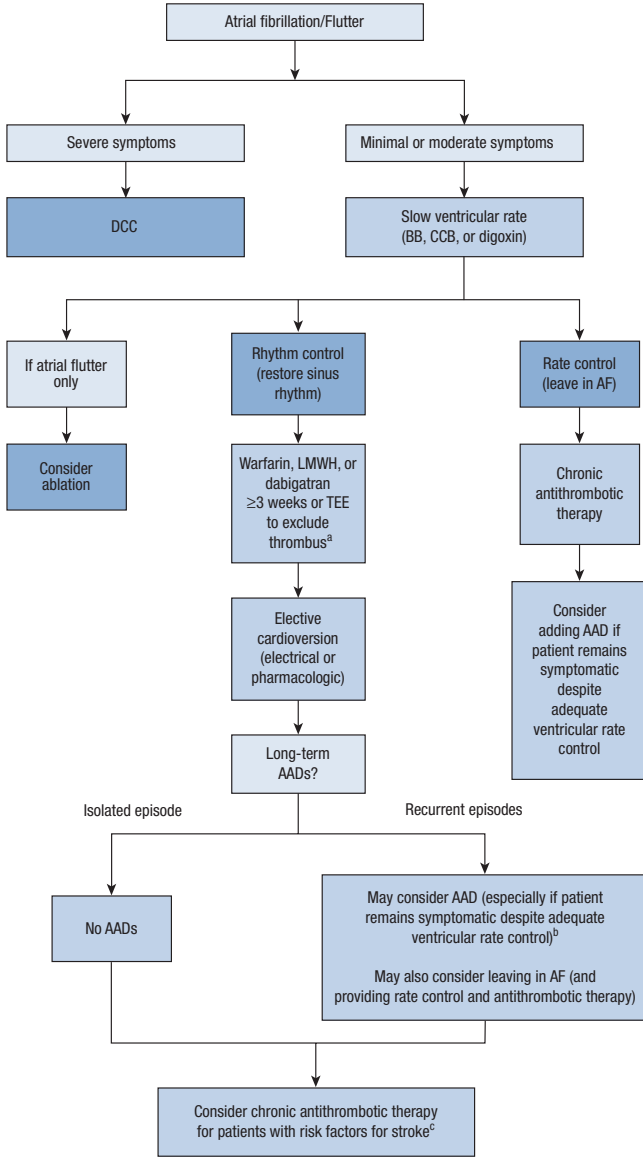 Atrial fibrillation/Flutter
Severe symptoms
Minimal or moderate symptoms
DCC
Slow ventricular rate
(BB, CCB, or digoxin)
If atrial flutter
only
Rhythm control
(restore sinus
rhythm)
Rate control
(leave in AF)
Consider
ablation
Warfarin, LMWH, or
dabigatran
≥3 weeks or TEE
to exclude
thrombusᵃ
Chronic
antithrombotic
therapy
Elective
cardioversion
(electrical or
pharmacologic)
Consider
adding AAD if
patient remains
symptomatic
despite
adequate
ventricular rate
control
Long-term
AADs?
Isolated episode
Recurrent episodes
No AADs
May consider AAD (especially if patient
remains symptomatic despite adequate
ventricular rate control)ᵇ
May also consider leaving in AF (and
providing rate control and antithrombotic therapy)
Consider chronic antithrombotic therapy
for patients with risk factors for strokeᶜ